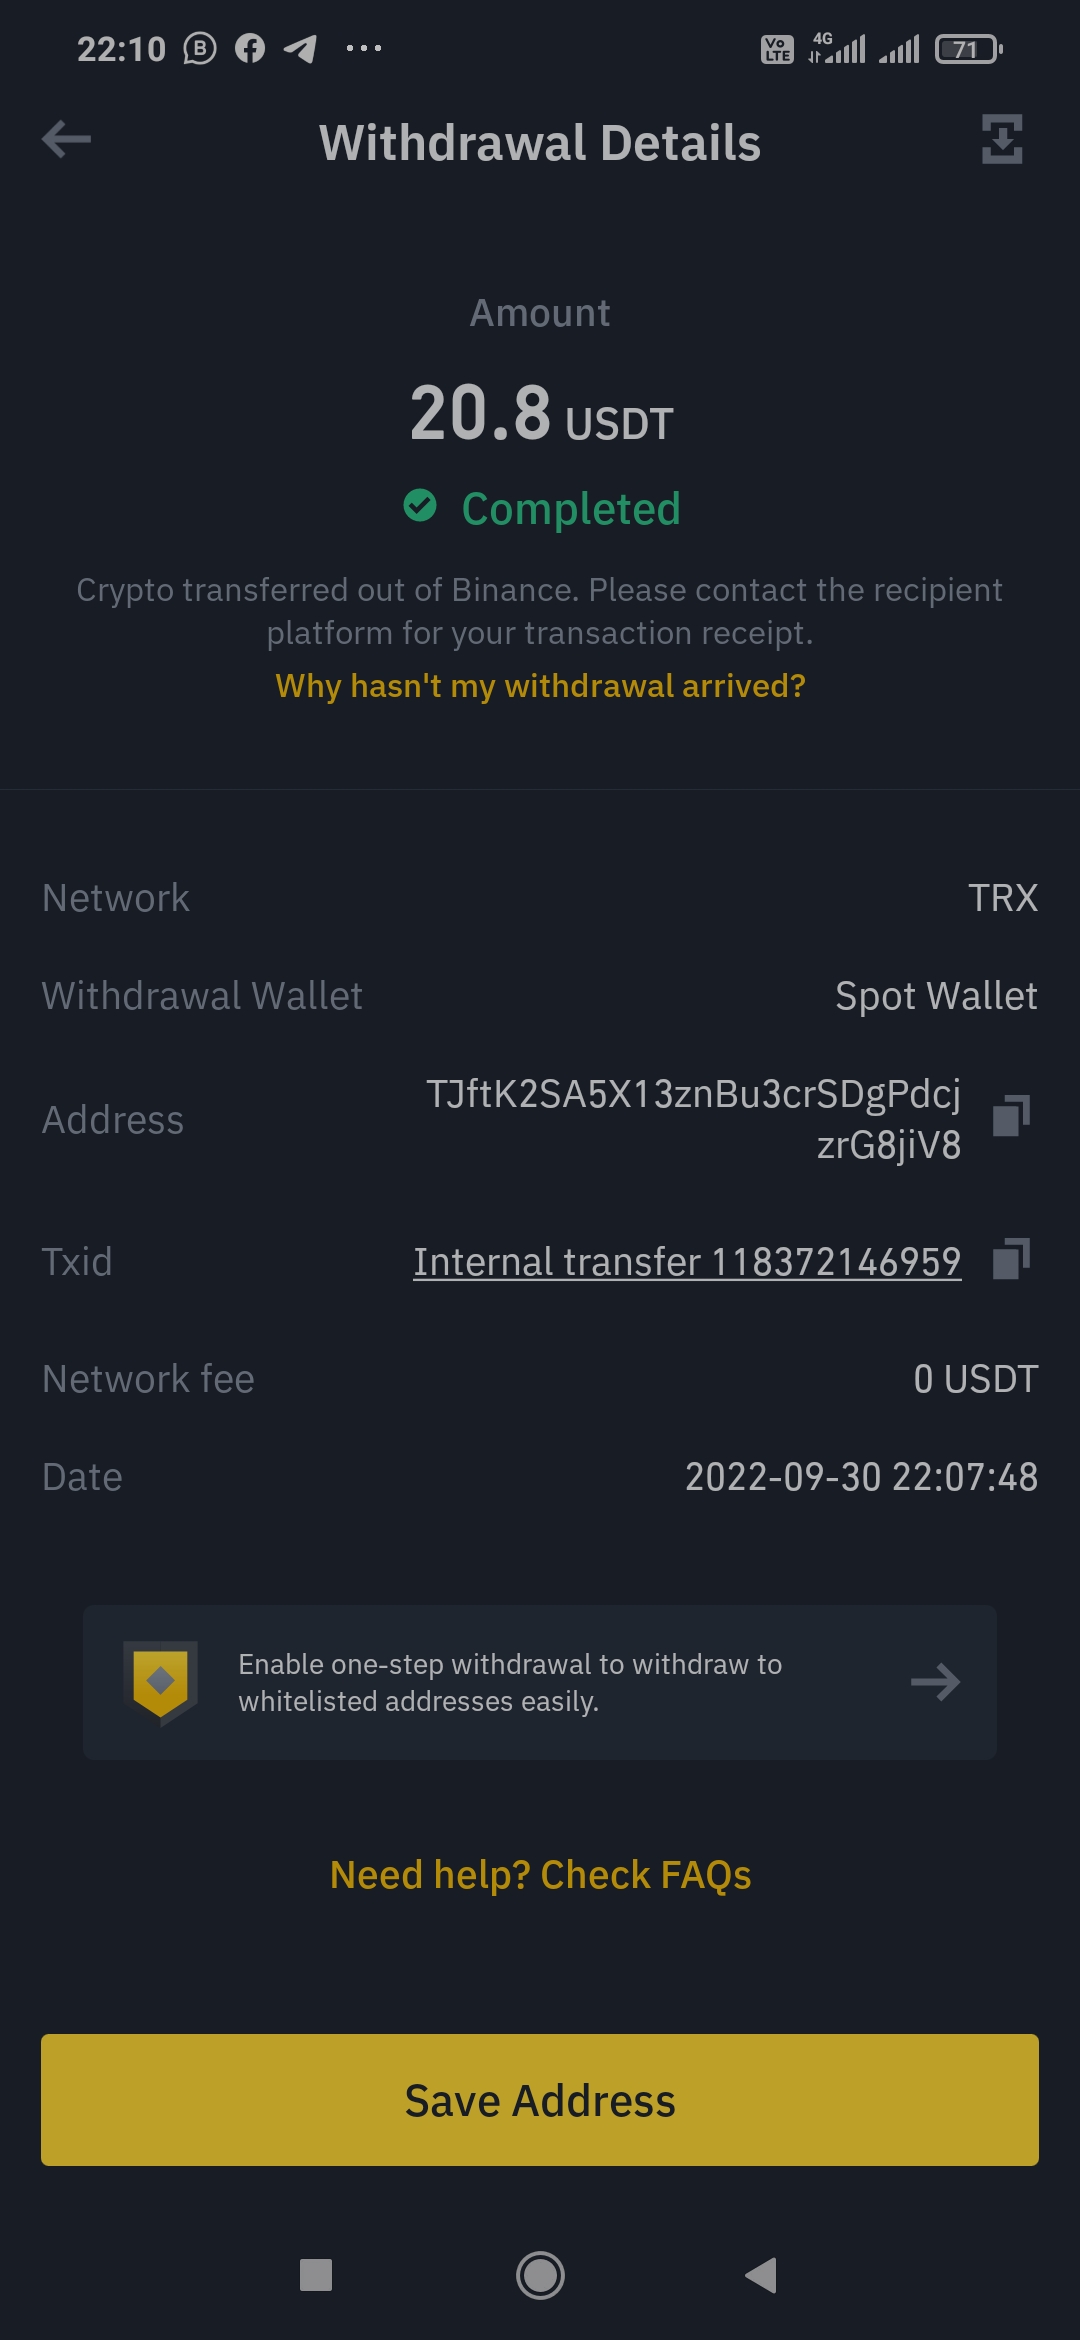 22:10
4G
Vo
LTE
71
Withdrawal Details
Amount
20.8 USDT
Completed
Crypto transferred out of Binance. Please contact the recipient
platform for your transaction receipt.
Why hasn't my withdrawal arrived?
Network TRX
Withdrawal Wallet Spot Wallet
Address TJftK2SA5X13znBu3crSDgPdcj
zrG8jiV8
Txid Internal transfer 118372146959
Network fee 0 USDT
Date 2022-09-30 22:07:48
Enable one-step withdrawal to withdraw to
whitelisted addresses easily.
Need help? Check FAQs
Save Address